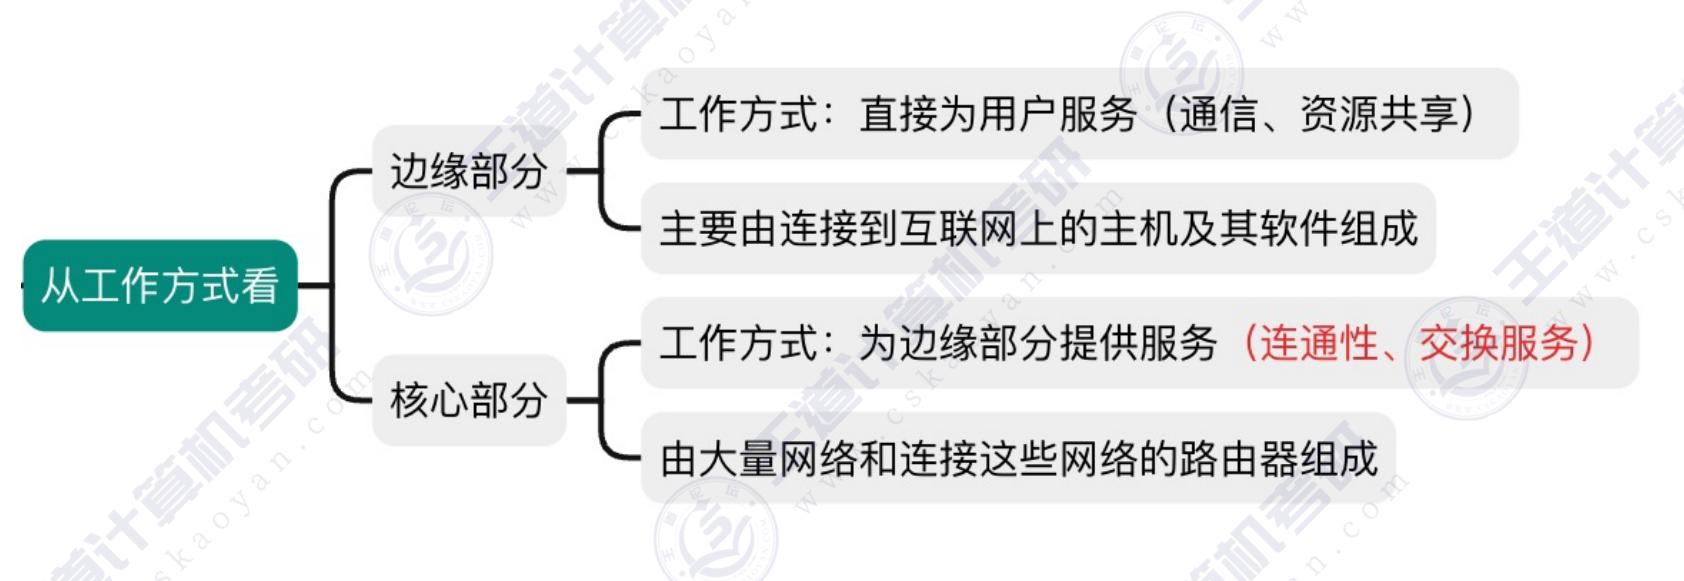 从工作方式看
边缘部分
工作方式：直接为用户服务（通信、资源共享）
主要由连接到互联网上的主机及其软件组成
核心部分
工作方式：为边缘部分提供服务（连通性、交换服务）
由大量网络和连接这些网络的路由器组成
王道计算机考研
www.cskaoyan.com